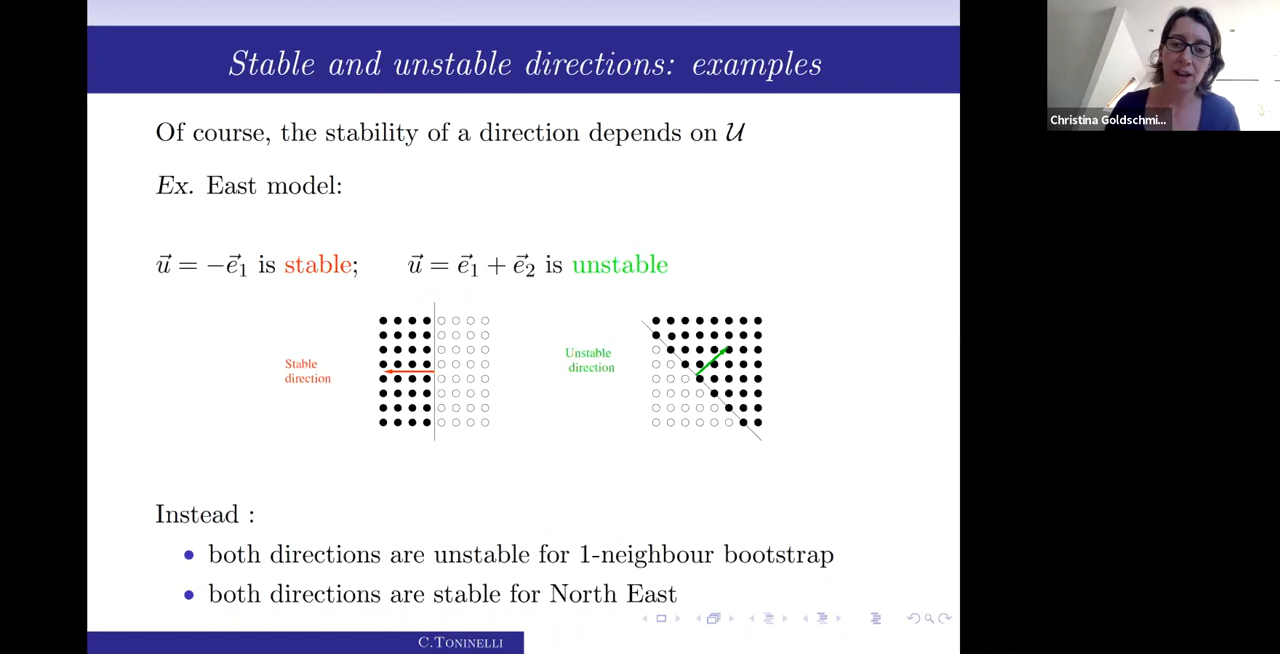 Stable and unstable directions: examples
Christina Goldschmi...
Of course, the stability of a direction depends on 𝒰
Ex. East model:
u⃗ = −e⃗₁ is stable; u⃗ = e⃗₁ + e⃗₂ is unstable
Stable
direction
Unstable
direction
Instead :
• both directions are unstable for 1-neighbour bootstrap
• both directions are stable for North East
C.Toninelli